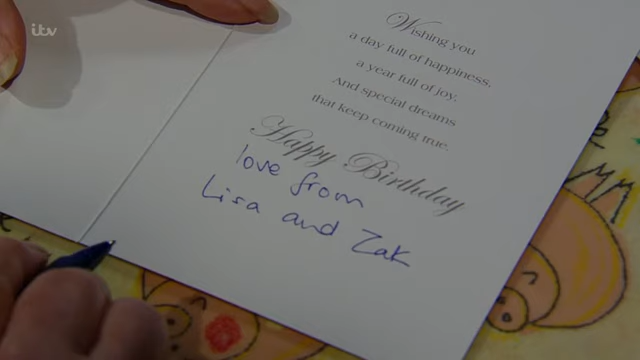 itv
Wishing you
a day full of happiness,
a year full of joy.
And special dreams
that keep coming true.
Happy Birthday
love from
Lisa and Zak